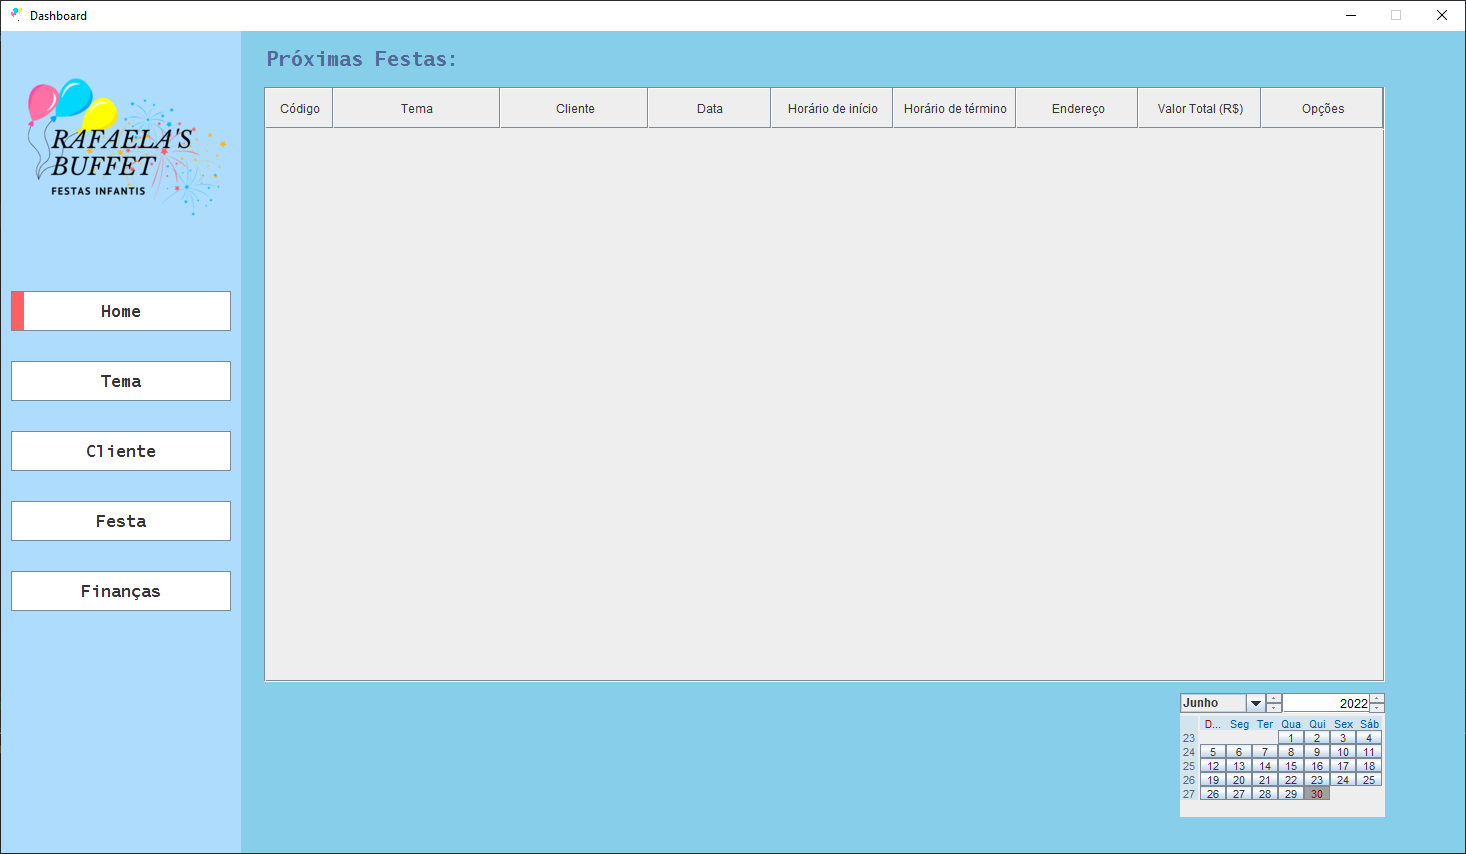 Dashboard
RAFAELA'S
BUFFET
FESTAS INFANTIS
Home
Tema
Cliente
Festa
Finanças
Próximas Festas:
Código Tema Cliente Data Horário de início Horário de término Endereço Valor Total (R$) Opções
Junho 2022
D... Seg Ter Qua Qui Sex Sáb
23 1 2 3 4
24 5 6 7 8 9 10 11
25 12 13 14 15 16 17 18
26 19 20 21 22 23 24 25
27 26 27 28 29 30